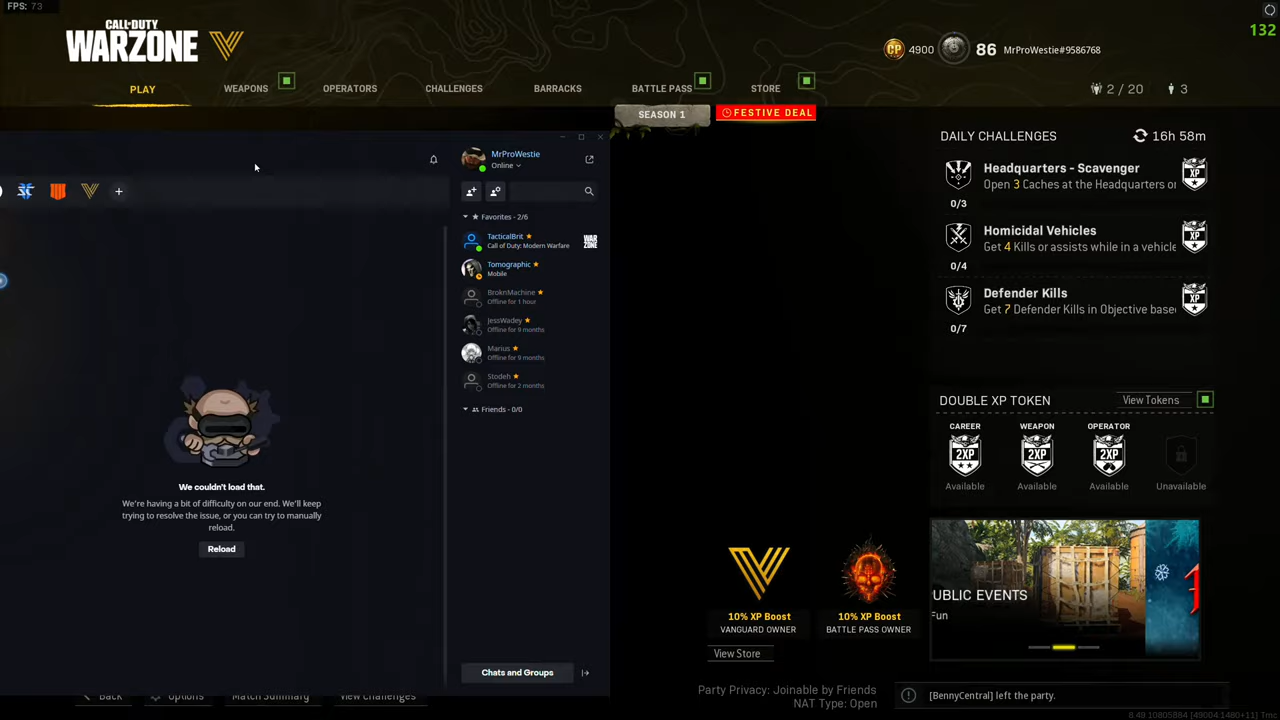 FPS: 73
132
CALL OF DUTY
WARZONE
4900
86
MrProWestie#9586768
PLAY
WEAPONS
OPERATORS
CHALLENGES
BARRACKS
BATTLE PASS
STORE
2 / 20
3
SEASON 1
FESTIVE DEAL
MrProWestie
Online
Favorites - 2/6
TacticalBrit
Call of Duty: Modern Warfare
WAR
ZONE
Tomographic
Mobile
BroknMachine
Offline for 1 hour
JessWadey
Offline for 9 months
Marius
Offline for 9 months
Stodeh
Offline for 2 months
Friends - 0/0
We couldn't load that.
We're having a bit of difficulty on our end. We'll keep
trying to resolve the issue, or you can try to manually
reload.
Reload
Chats and Groups
DAILY CHALLENGES
16h 58m
Headquarters - Scavenger
Open 3 Caches at the Headquarters or
XP
0/3
Homicidal Vehicles
Get 4 Kills or assists while in a vehicle
XP
0/4
Defender Kills
Get 7 Defender Kills in Objective base
XP
0/7
DOUBLE XP TOKEN
View Tokens
CAREER
WEAPON
OPERATOR
2XP
2XP
2XP
Available
Available
Available
Unavailable
UBLIC EVENTS
Fun
10% XP Boost
VANGUARD OWNER
10% XP Boost
BATTLE PASS OWNER
View Store
Back
Options
Match Summary
View Challenges
Party Privacy: Joinable by Friends
NAT Type: Open
[BennyCentral] left the party.